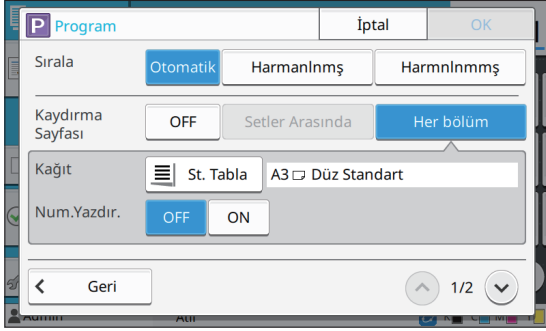 P Program İptal OK
Sırala Otomatik Harmanlnmş Harmnlnmmş
Kaydırma
Sayfası OFF Setler Arasında Her bölüm
Kağıt St. Tabla A3 Düz Standart
Num.Yazdır. OFF ON
Geri 1/2
Admin